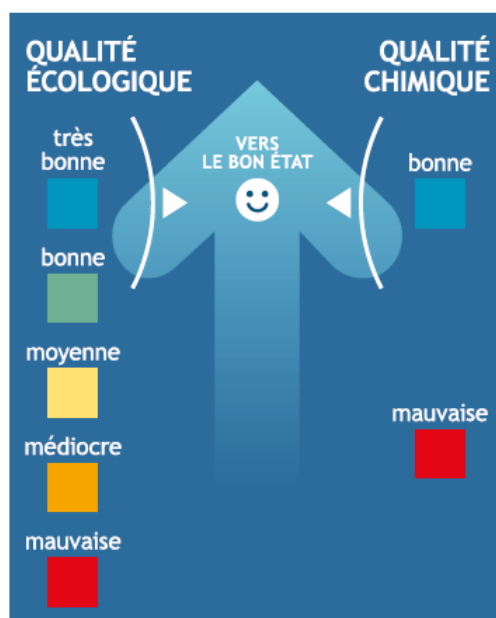 QUALITÉ
ÉCOLOGIQUE
très
bonne
bonne
moyenne
médiocre
mauvaise
VERS
LE BON ÉTAT
QUALITÉ
CHIMIQUE
bonne
mauvaise